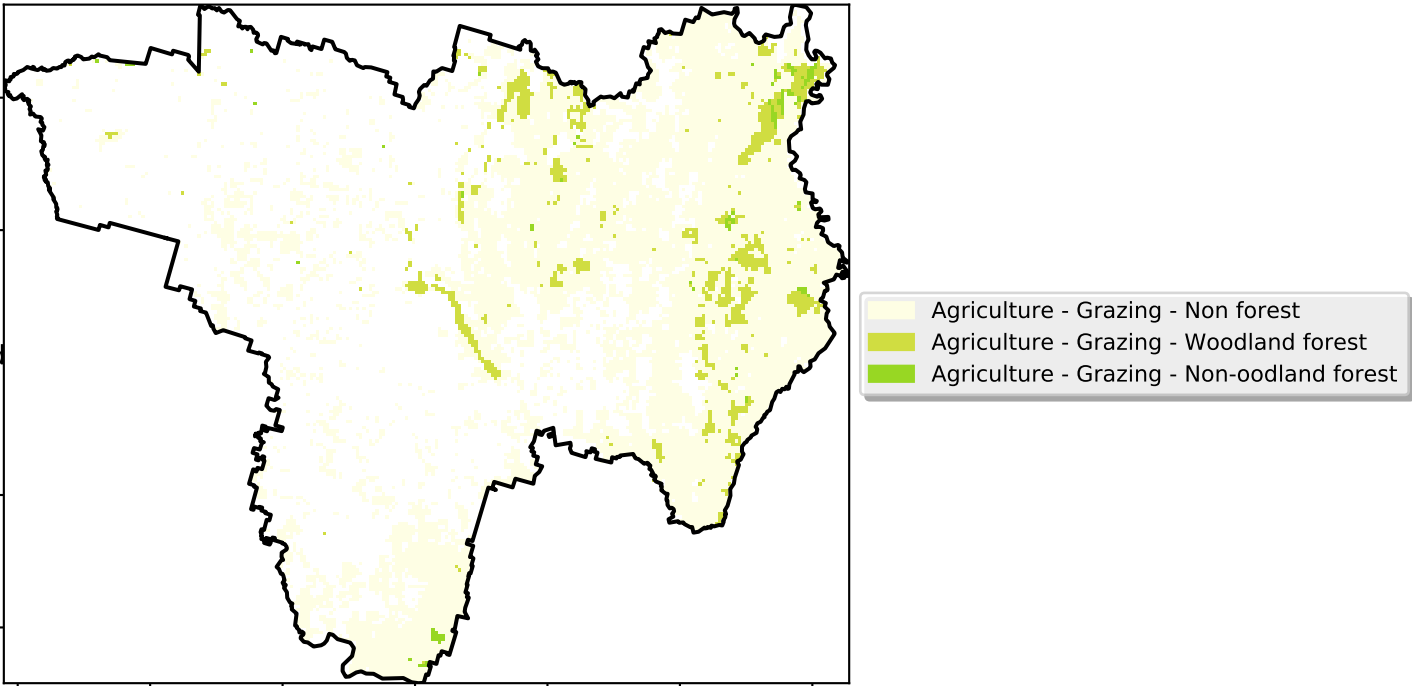 Agriculture - Grazing - Non forest
Agriculture - Grazing - Woodland forest
Agriculture - Grazing - Non-oodland forest